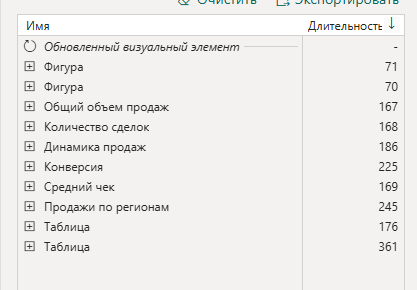 Очистить Экспортировать
Имя Длительность
Обновленный визуальный элемент -
Фигура 71
Фигура 70
Общий объем продаж 167
Количество сделок 168
Динамика продаж 186
Конверсия 225
Средний чек 169
Продажи по регионам 245
Таблица 176
Таблица 361